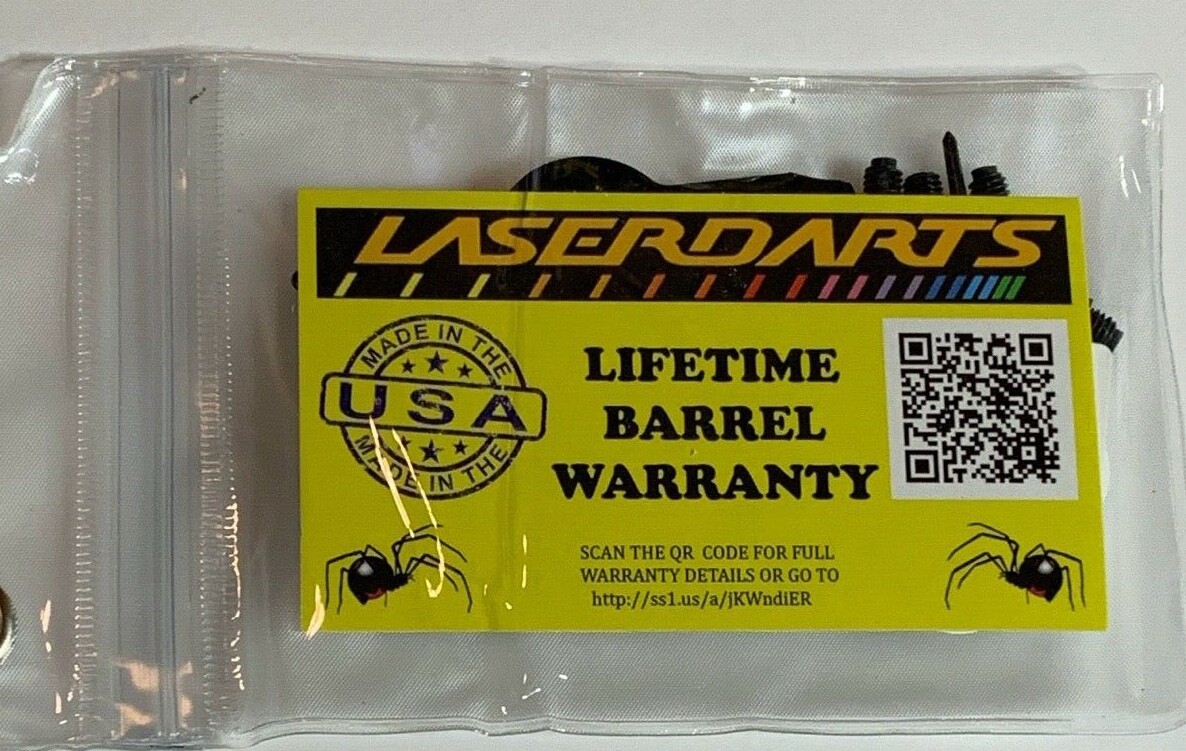 LASERDARTS
MADE IN THE
USA
MADE IN THE
LIFETIME
BARREL
WARRANTY
SCAN THE QR CODE FOR FULL
WARRANTY DETAILS OR GO TO
http://ss1.us/a/jKWndiER